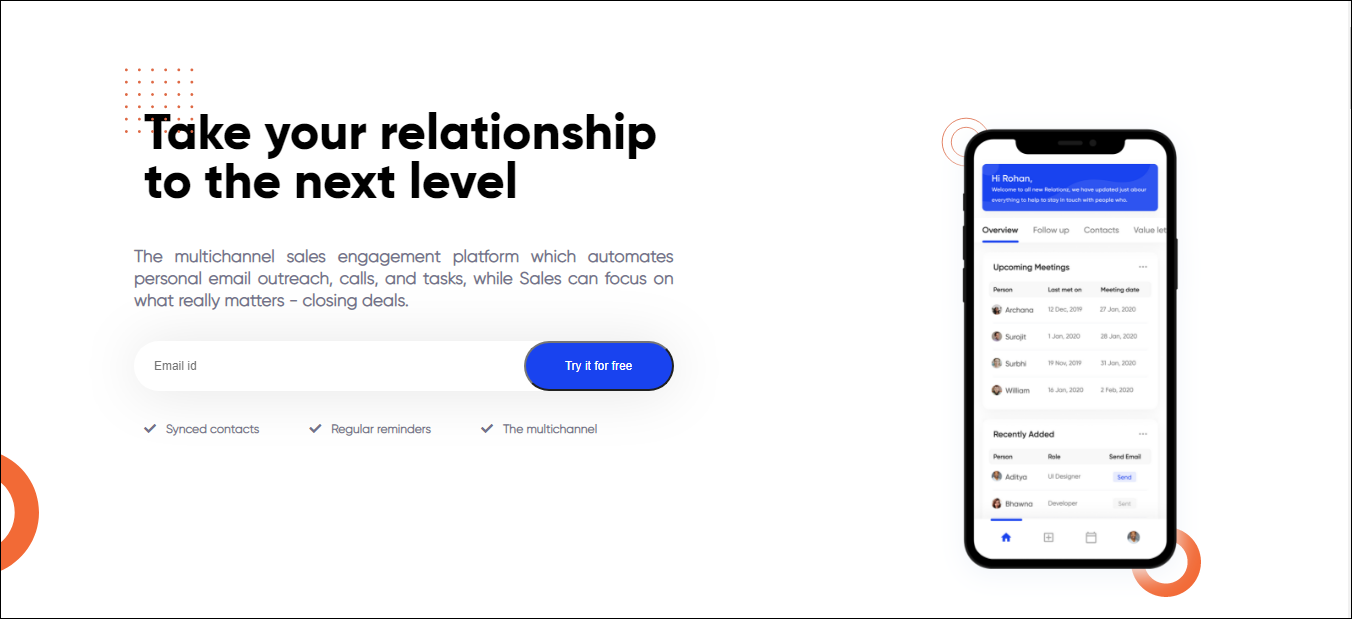 Take your relationship
to the next level
The multichannel sales engagement platform which automates
personal email outreach, calls, and tasks, while Sales can focus on
what really matters - closing deals.
Email id
Try it for free
Synced contacts Regular reminders The multichannel
Hi Rohan,
Welcome to all new Relations, we have updated just abour
everything to help to stay in touch with people who.
Overview Follow up Contacts Value let
Upcoming Meetings
Person Last met on Meeting date
Archana 12 Dec, 2019 27 Jan, 2020
Surojit 1 Jan, 2020 28 Jan, 2020
Surbhi 19 Nov, 2019 31 Jan, 2020
William 16 Jan, 2020 2 Feb, 2020
Recently Added
Person Role Send Email
Aditya UI Designer Send
Bhawna Developer Sent